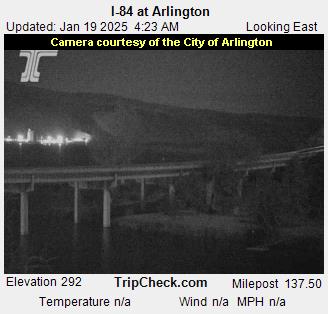 I-84 at Arlington
Updated: Jan 19 2025 4:23 AM Looking East
Camera courtesy of the City of Arlington
Elevation 292 TripCheck.com Milepost 137.50
Temperature n/a Wind n/a MPH n/a